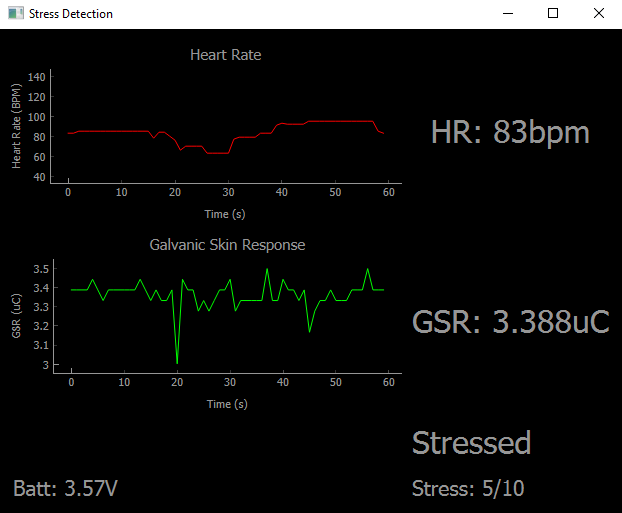 Stress Detection
Heart Rate
Heart Rate (BPM)
140
120
100
80
60
40
0 10 20 30 40 50 60
Time (s)
HR: 83bpm
Galvanic Skin Response
GSR (uC)
3.5
3.4
3.3
3.2
3.1
3
0 10 20 30 40 50 60
Time (s)
GSR: 3.388uC
Stressed
Batt: 3.57V
Stress: 5/10